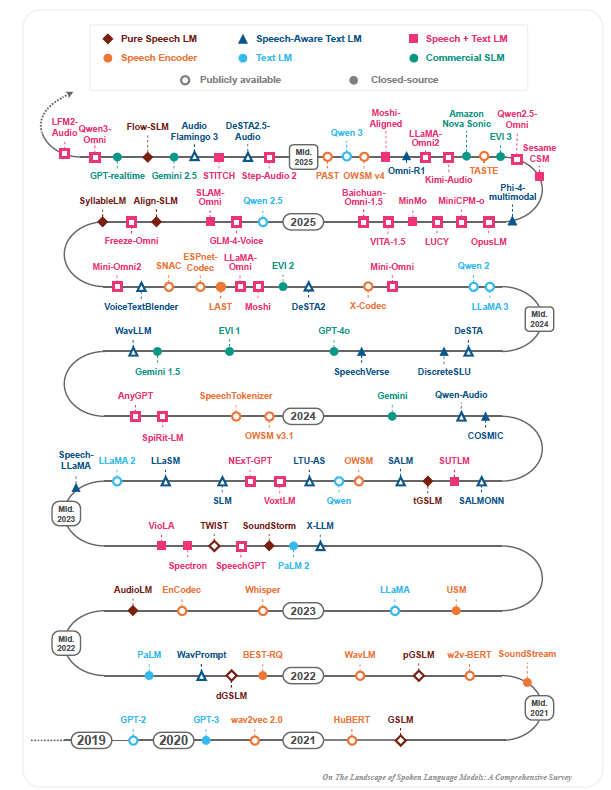 Pure Speech LM
Speech-Aware Text LM
Speech + Text LM
Speech Encoder
Text LM
Commercial SLM
Publicly available
Closed-source
LFM2-
Audio
Qwen3-
Omni
GPT-realtime
Flow-SLM
Gemini 2.5
Audio
Flamingo 3
STITCH
DeSTA2.5-
Audio
Step-Audio 2
Mid.
2025
PAST
Qwen 3
OWSM v4
Moshi-
Aligned
Omni-R1
LLaMA-
Omni2
Kimi-Audio
Amazon
Nova Sonic
TASTE
EVI 3
Qwen2.5-
Omni
Sesame
CSM
Phi-4-
multimodal
SyllableLM
Freeze-Omni
Align-SLM
SLAM-
Omni
GLM-4-Voice
Qwen 2.5
2025
Baichuan-
Omni-1.5
VITA-1.5
MinMo
LUCY
MiniCPM-o
OpusLM
Mini-Omni2
VoiceTextBlender
SNAC
ESPnet-
Codec
LAST
LLaMA-
Omni
Moshi
EVI 2
DeSTA2
X-Codec
Mini-Omni
Qwen 2
LLaMA 3
Mid.
2024
WavLLM
Gemini 1.5
EVI 1
GPT-4o
SpeechVerse
DiscreteSLU
DeSTA
AnyGPT
SpiRit-LM
SpeechTokenizer
OWSM v3.1
2024
Gemini
Qwen-Audio
COSMIC
Speech-
LLaMA
LLaMA 2
LLaSM
SLM
NExT-GPT
VoxtLM
LTU-AS
Qwen
OWSM
SALM
tGSLM
SUTLM
SALMONN
Mid.
2023
VioLA
Spectron
TWIST
SpeechGPT
SoundStorm
PaLM 2
X-LLM
AudioLM
EnCodec
Whisper
2023
LLaMA
USM
Mid.
2022
PaLM
WavPrompt
dGSLM
BEST-RQ
2022
WavLM
pGSLM
w2v-BERT
SoundStream
Mid.
2021
2019
GPT-2
2020
GPT-3
wav2vec 2.0
2021
HuBERT
GSLM
On The Landscape of Spoken Language Models: A Comprehensive Survey